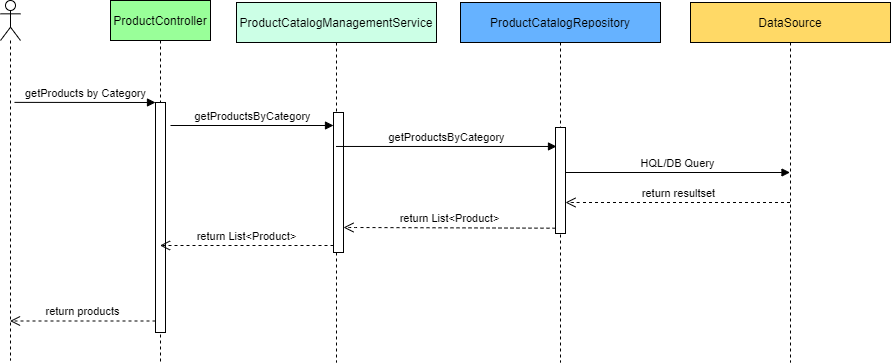 ProductController
ProductCatalogManagementService
ProductCatalogRepository
DataSource
getProducts by Category
getProductsByCategory
getProductsByCategory
HQL/DB Query
return resultset
return List<Product>
return List<Product>
return products